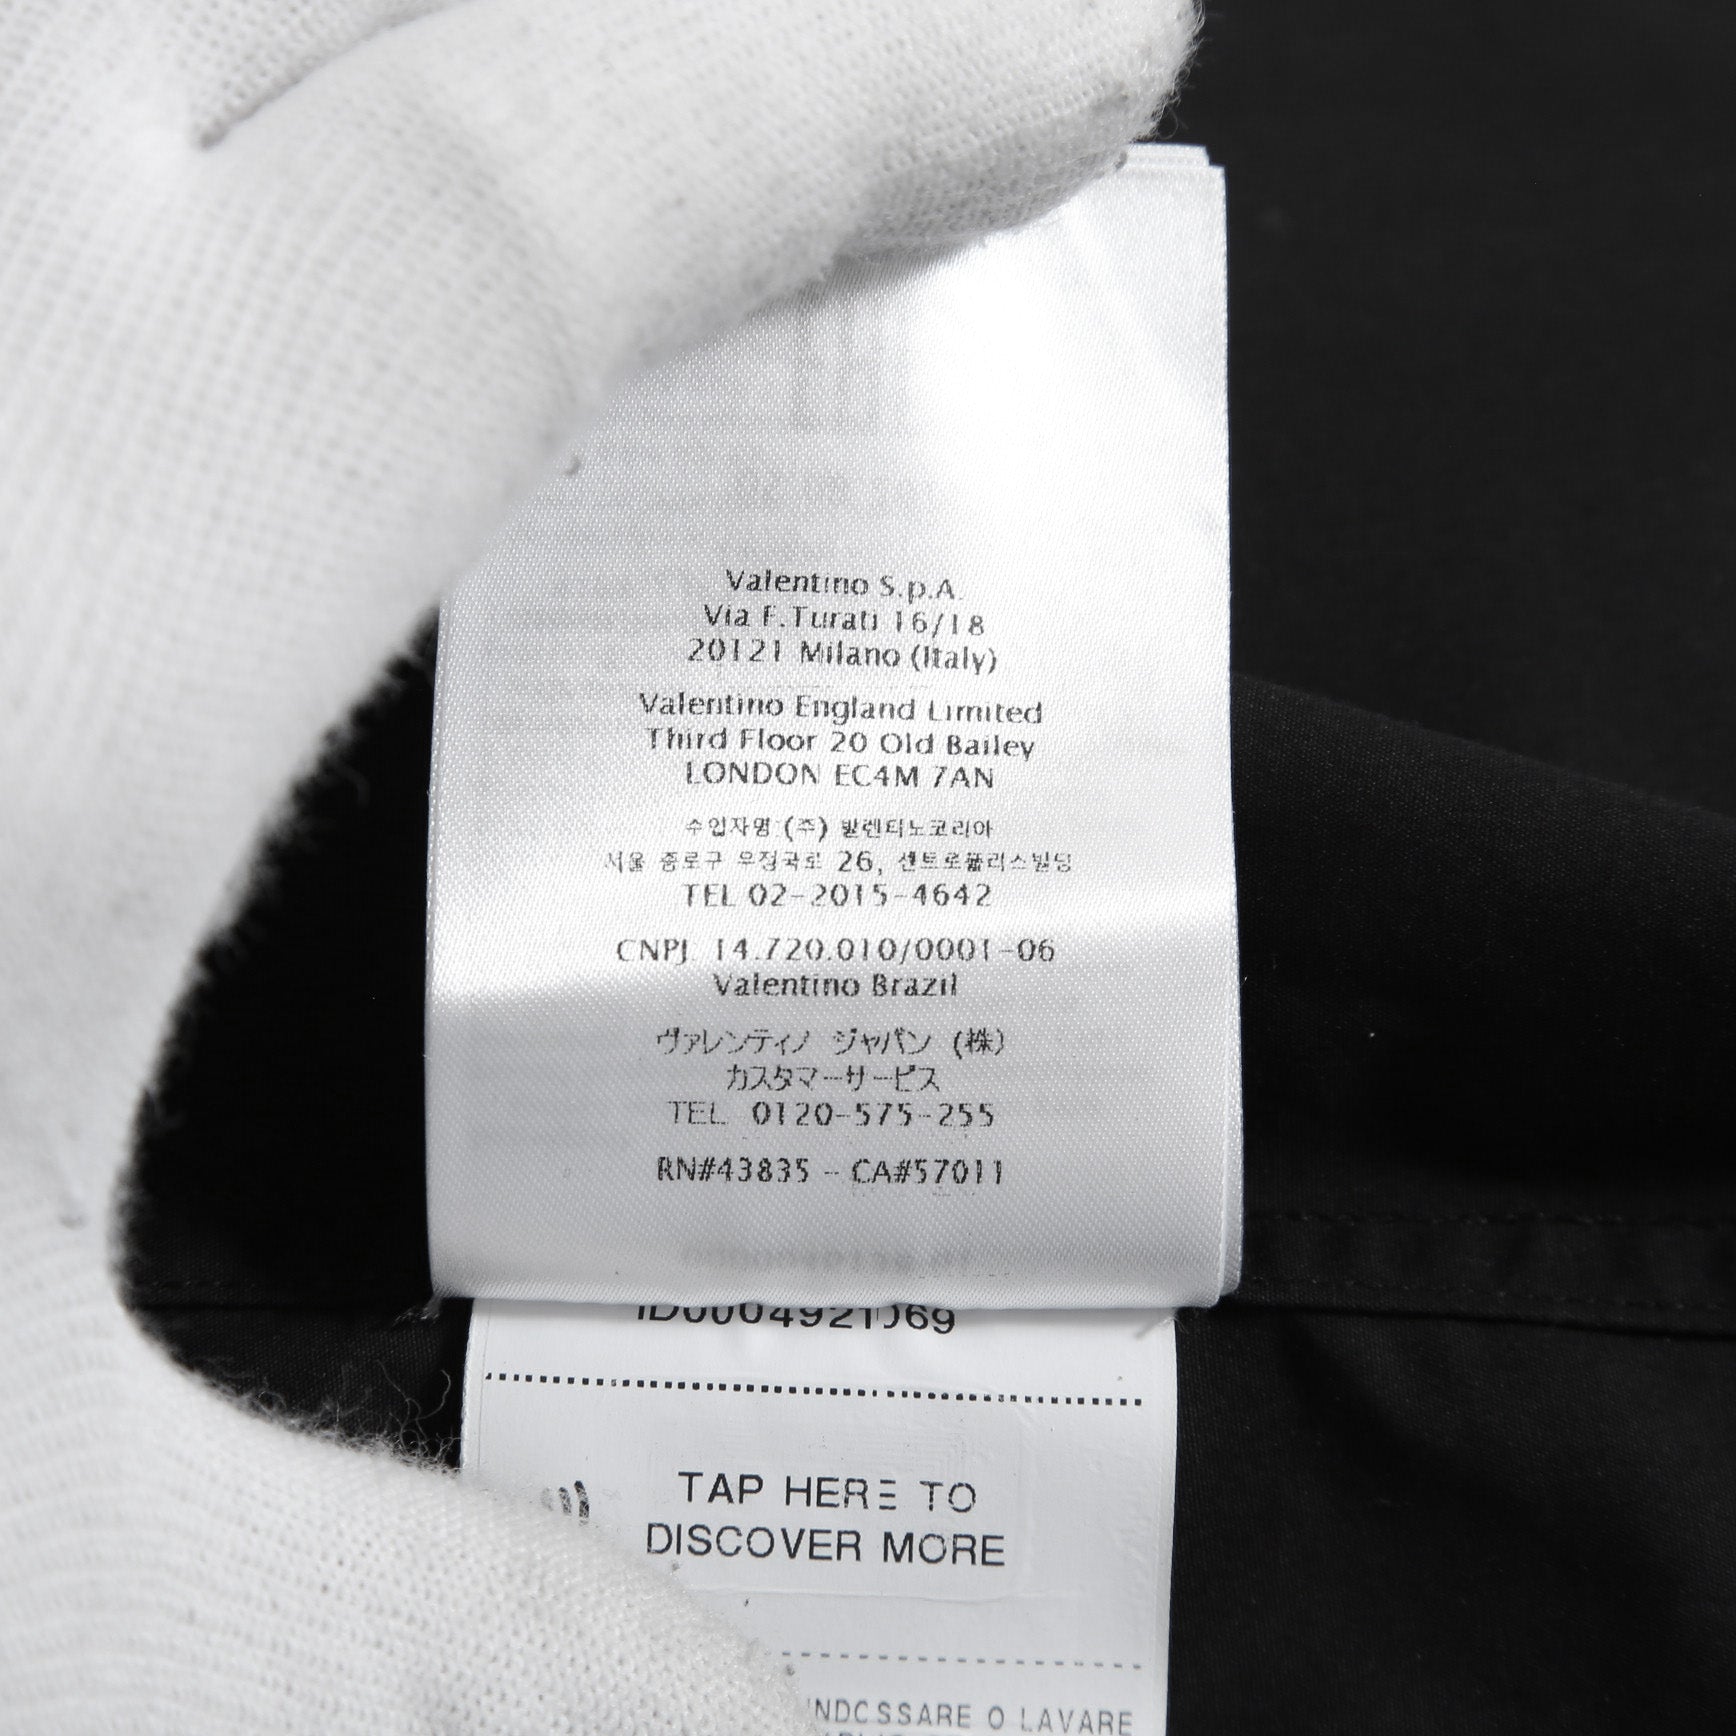 Valentino S.p.A.
Via F.Turati 16/18
20121 Milano (Italy)
Valentino England Limited
Third Floor 20 Old Bailey
LONDON EC4M 7AN
수입자명 (주) 발렌티노코리아
서울 종로구 우정국로 26, 센트로폴리스빌딩
TEL 02-2015-4642
CNPJ. 14.720.010/0001-06
Valentino Brazil
ヴァレンティノ ジャパン (株)
カスタマーサービス
TEL 0120-575-255
RN#43835 - CA#57011
TAP HERE TO
DISCOVER MORE
O LAVARE